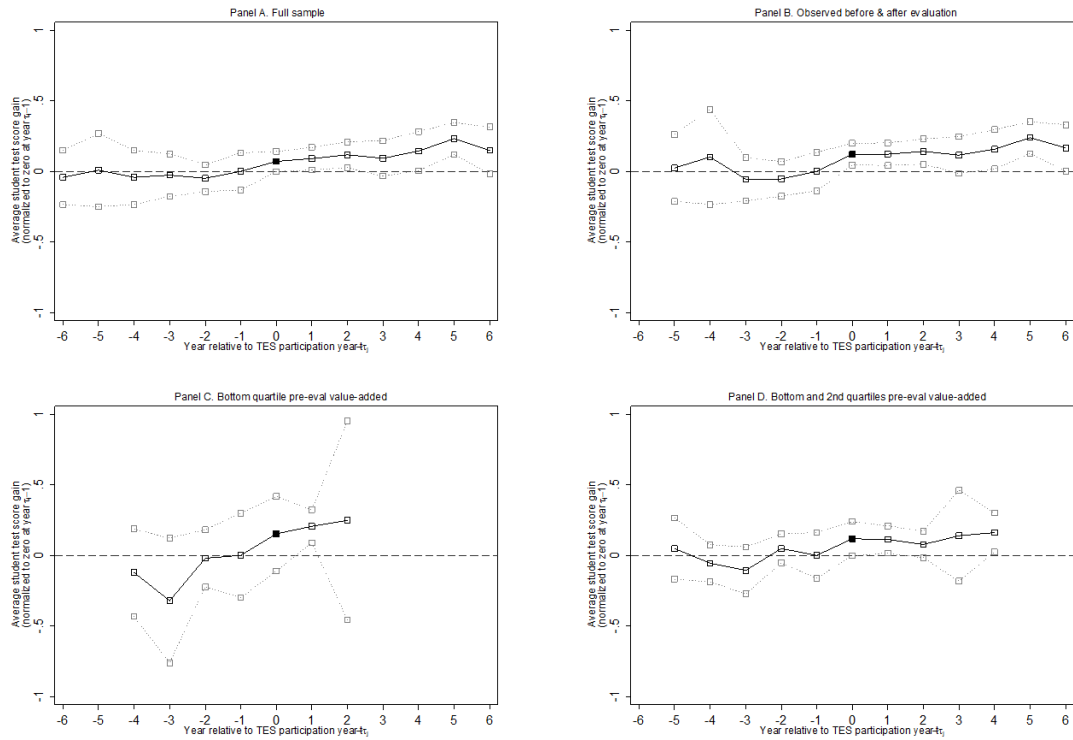 Panel A. Full sample
Average student test score gain
(normalized to zero at year τj–1)
1
.5
0
-.5
-1
-6 -5 -4 -3 -2 -1 0 1 2 3 4 5 6
Year relative to TES participation year-tτj
Panel B. Observed before & after evaluation
Average student test score gain
(normalized to zero at year τj–1)
1
.5
0
-.5
-1
-6 -5 -4 -3 -2 -1 0 1 2 3 4 5 6
Year relative to TES participation year-tτj
Panel C. Bottom quartile pre-eval value-added
Average student test score gain
(normalized to zero at year τj–1)
1
.5
0
-.5
-1
-6 -5 -4 -3 -2 -1 0 1 2 3 4 5 6
Year relative to TES participation year-tτj
Panel D. Bottom and 2nd quartiles pre-eval value-added
Average student test score gain
(normalized to zero at year τj–1)
1
.5
0
-.5
-1
-6 -5 -4 -3 -2 -1 0 1 2 3 4 5 6
Year relative to TES participation year-tτj